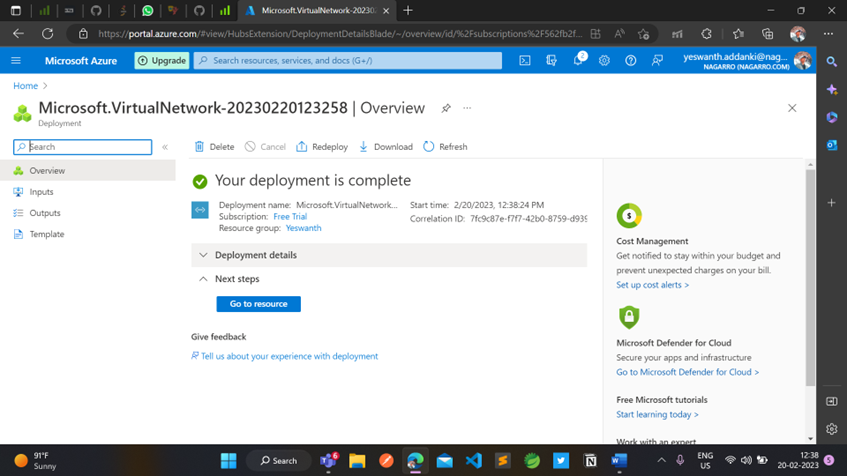 Microsoft.VirtualNetwork-202302
https://portal.azure.com/#view/HubsExtension/DeploymentDetailsBlade/~/overview/id/%2Fsubscriptions%2F562fb2f...
Microsoft Azure
Upgrade
Search resources, services, and docs (G+/)
2
yeswanth.addanki@nag...
NAGARRO (NAGARRO.COM)
Home
Microsoft.VirtualNetwork-20230220123258 | Overview
Deployment
Search
Delete
Cancel
Redeploy
Download
Refresh
Overview
Inputs
Outputs
Template
Your deployment is complete
Deployment name: Microsoft.VirtualNetwork...
Subscription: Free Trial
Resource group: Yeswanth
Start time: 2/20/2023, 12:38:24 PM
Correlation ID: 7fc9c87e-f7f7-42b0-8759-d939
Deployment details
Next steps
Go to resource
Give feedback
Tell us about your experience with deployment
Cost Management
Get notified to stay within your budget and
prevent unexpected charges on your bill.
Set up cost alerts >
Microsoft Defender for Cloud
Secure your apps and infrastructure
Go to Microsoft Defender for Cloud >
Free Microsoft tutorials
Start learning today >
Work with an expert
91°F
Sunny
Search
6
ENG
US
12:38
20-02-2023
5